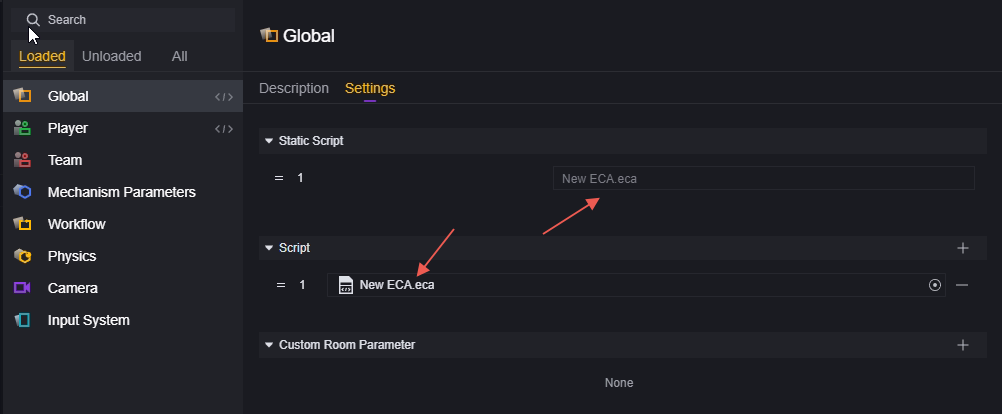 Search
Loaded Unloaded All
Global
Player
Team
Mechanism Parameters
Workflow
Physics
Camera
Input System
Global
Description Settings
Static Script
= 1 New ECA.eca
Script
= 1 New ECA.eca
Custom Room Parameter
None